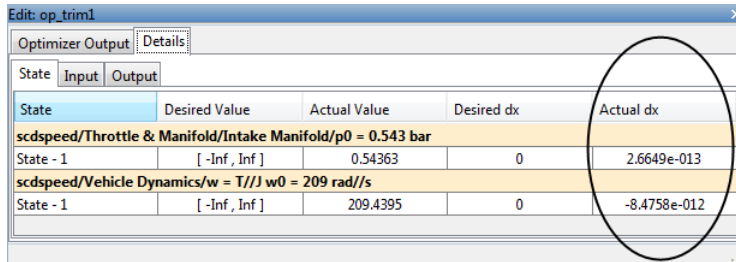 Edit: op_trim1
Optimizer Output Details
State Input Output
State Desired Value Actual Value Desired dx Actual dx
scdspeed/Throttle & Manifold/Intake Manifold/p0 = 0.543 bar
State - 1 [ -Inf , Inf ] 0.54363 0 2.6649e-013
scdspeed/Vehicle Dynamics/w = T//J w0 = 209 rad//s
State - 1 [ -Inf , Inf ] 209.4395 0 -8.4758e-012